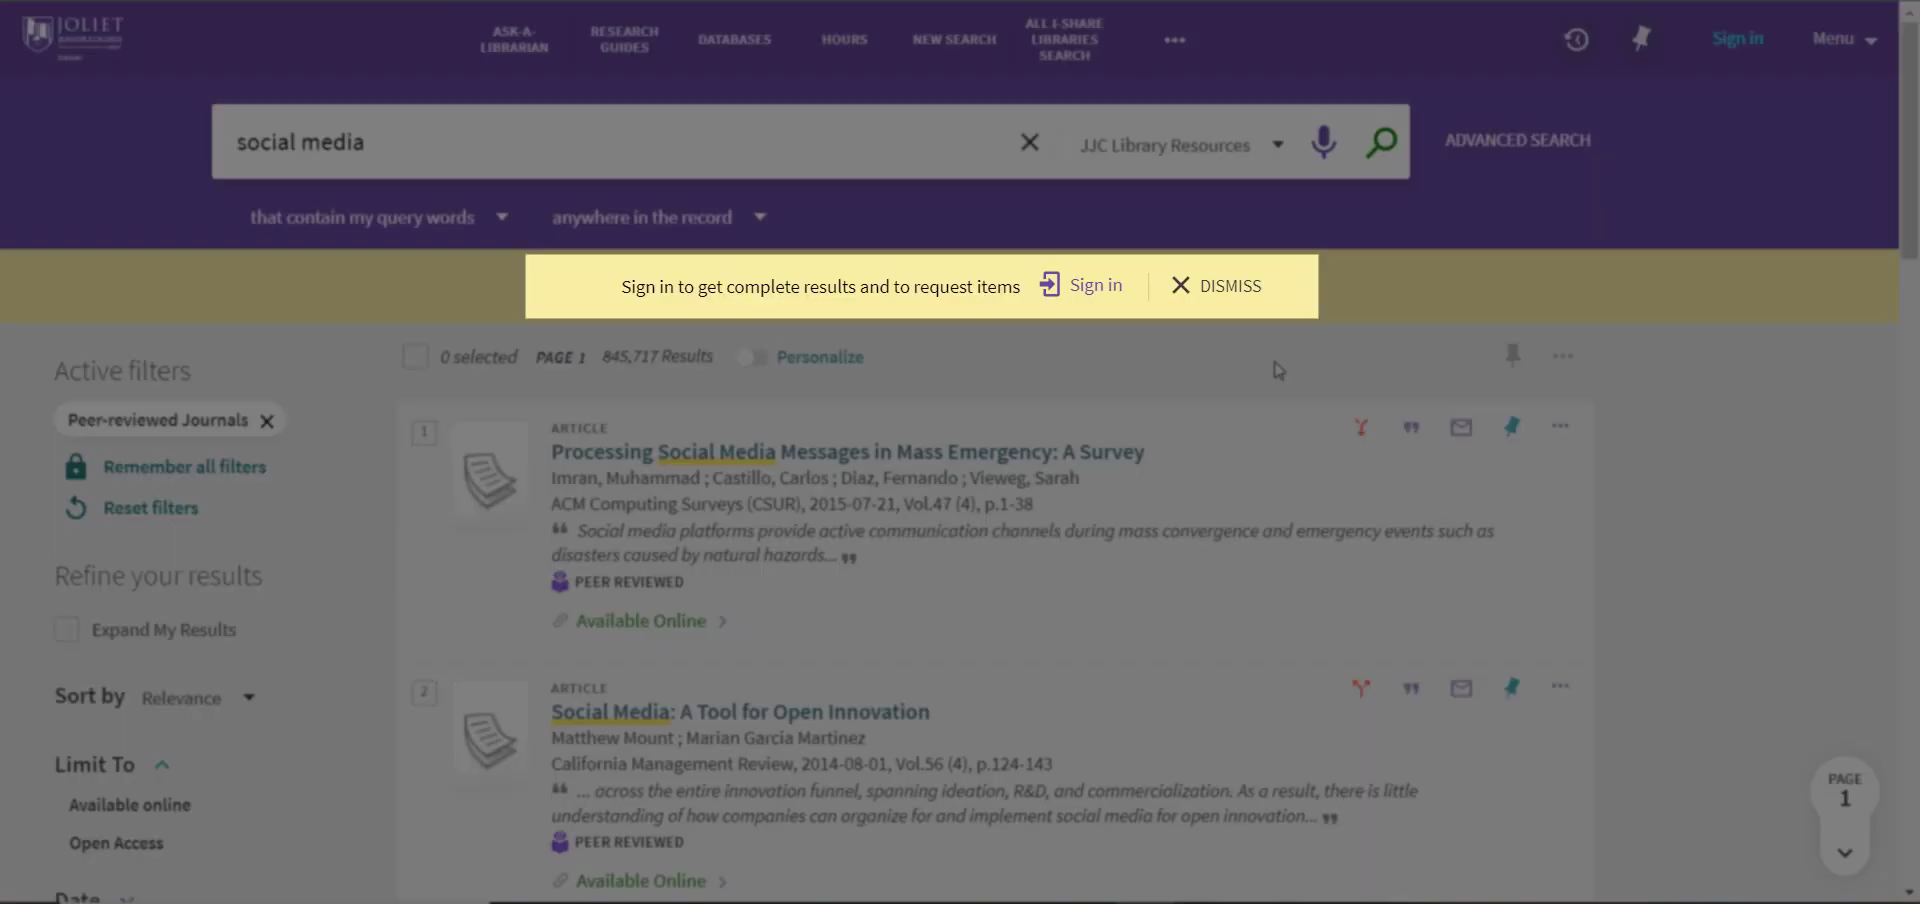 JOLIET
ASK-A-
LIBRARIAN
RESEARCH
GUIDES
DATABASES
HOURS
NEW SEARCH
ALL I-SHARE
LIBRARIES
SEARCH
Sign in
Menu
social media
JJC Library Resources
ADVANCED SEARCH
that contain my query words
anywhere in the record
Sign in to get complete results and to request items
Sign in
DISMISS
Active filters
Peer-reviewed Journals
Remember all filters
Reset filters
Refine your results
Expand My Results
Sort by Relevance
Limit To
Available online
Open Access
Date
0 selected PAGE 1 845,717 Results Personalize
1
ARTICLE
Processing Social Media Messages in Mass Emergency: A Survey
Imran, Muhammad ; Castillo, Carlos ; Diaz, Fernando ; Vieweg, Sarah
ACM Computing Surveys (CSUR), 2015-07-21, Vol.47 (4), p.1-38
“ Social media platforms provide active communication channels during mass convergence and emergency events such as
disasters caused by natural hazards... ”
PEER REVIEWED
Available Online
2
ARTICLE
Social Media: A Tool for Open Innovation
Matthew Mount ; Marian Garcia Martinez
California Management Review, 2014-08-01, Vol.56 (4), p.124-143
“ ... across the entire innovation funnel, spanning ideation, R&D, and commercialization. As a result, there is little
understanding of how companies can organize for and implement social media for open innovation... ”
PEER REVIEWED
Available Online
PAGE
1